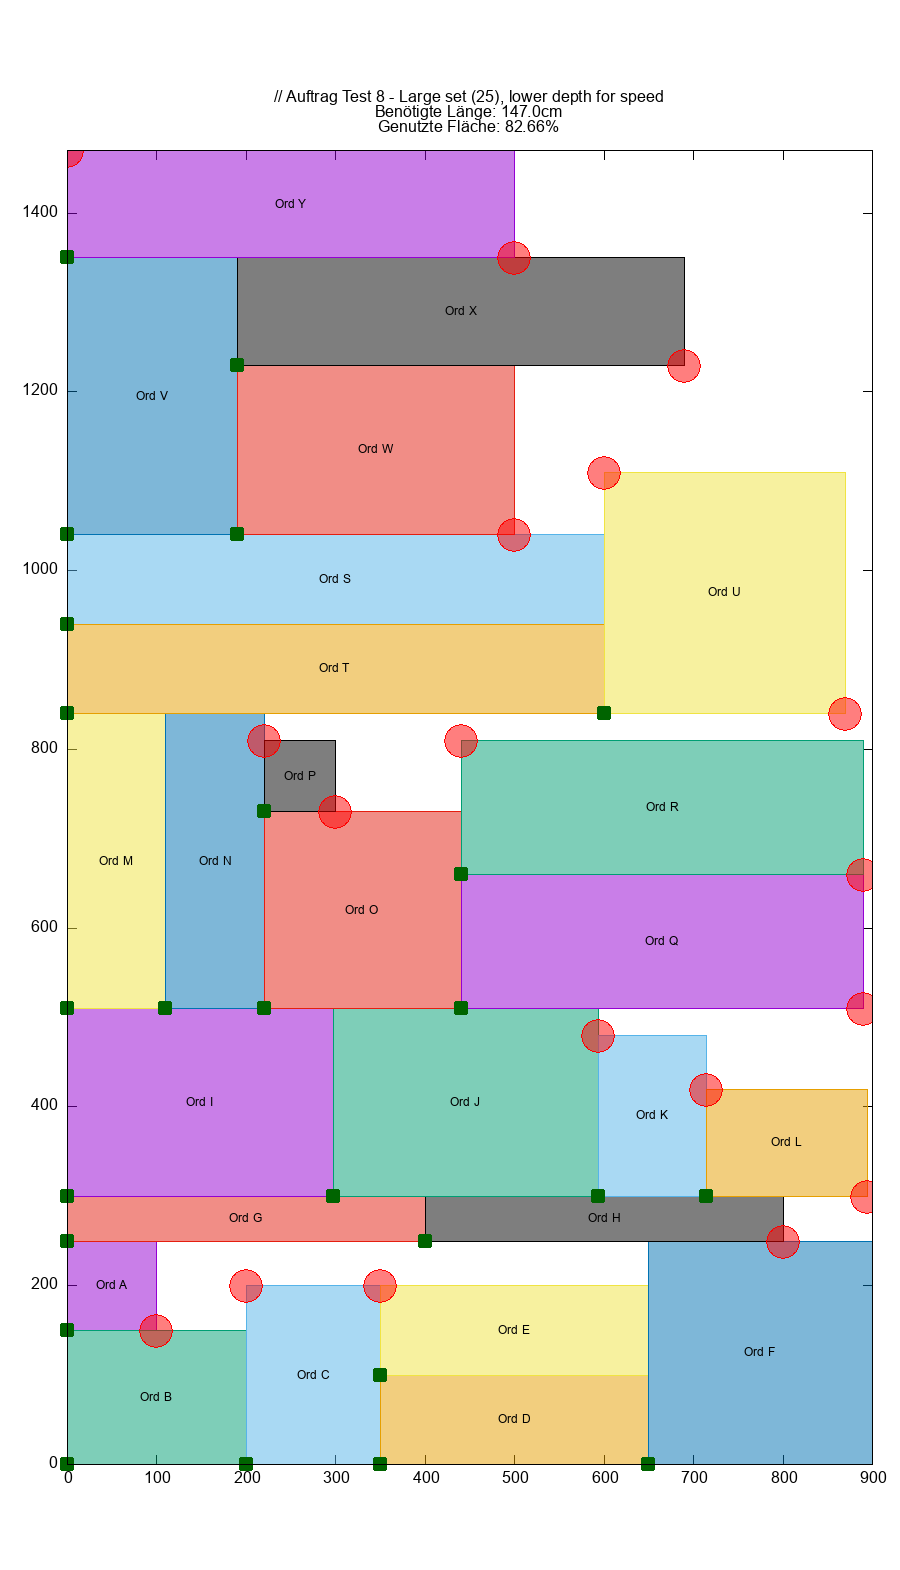 // Auftrag Test 8 - Large set (25), lower depth for speed
Benötigte Länge: 147.0cm
Genutzte Fläche: 82.66%
Ord Y
1400
Ord X
Ord V
1200
Ord W
Ord U
1000
Ord S
Ord T
800
Ord P
Ord R
Ord M
Ord N
Ord O
600
Ord Q
Ord I
Ord J
400
Ord K
Ord L
Ord G
Ord H
200
Ord A
Ord E
Ord F
Ord C
Ord B
Ord D
0
0 100 200 300 400 500 600 700 800 900